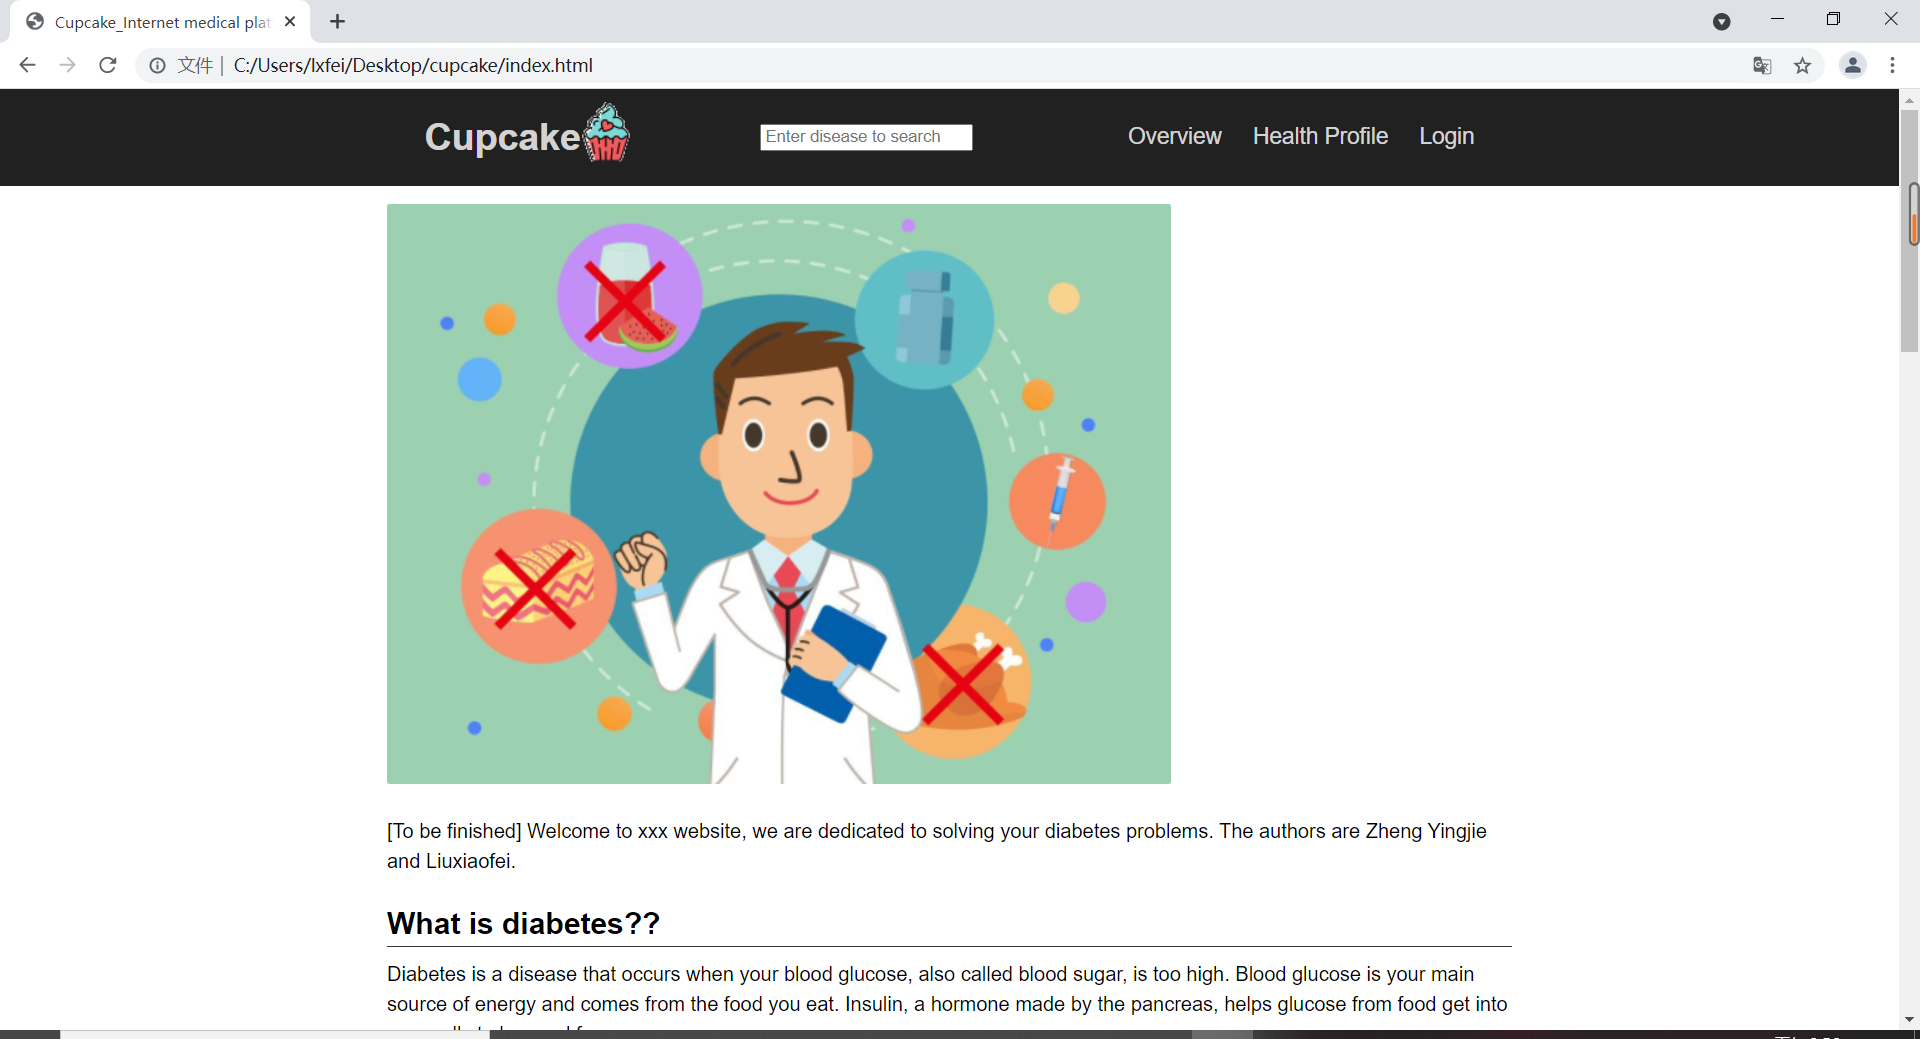 Cupcake_Internet medical plat
文件 | C:/Users/lxfei/Desktop/cupcake/index.html
Cupcake
Enter disease to search
Overview
Health Profile
Login
[To be finished] Welcome to xxx website, we are dedicated to solving your diabetes problems. The authors are Zheng Yingjie
and Liuxiaofei.
What is diabetes??
Diabetes is a disease that occurs when your blood glucose, also called blood sugar, is too high. Blood glucose is your main
source of energy and comes from the food you eat. Insulin, a hormone made by the pancreas, helps glucose from food get into